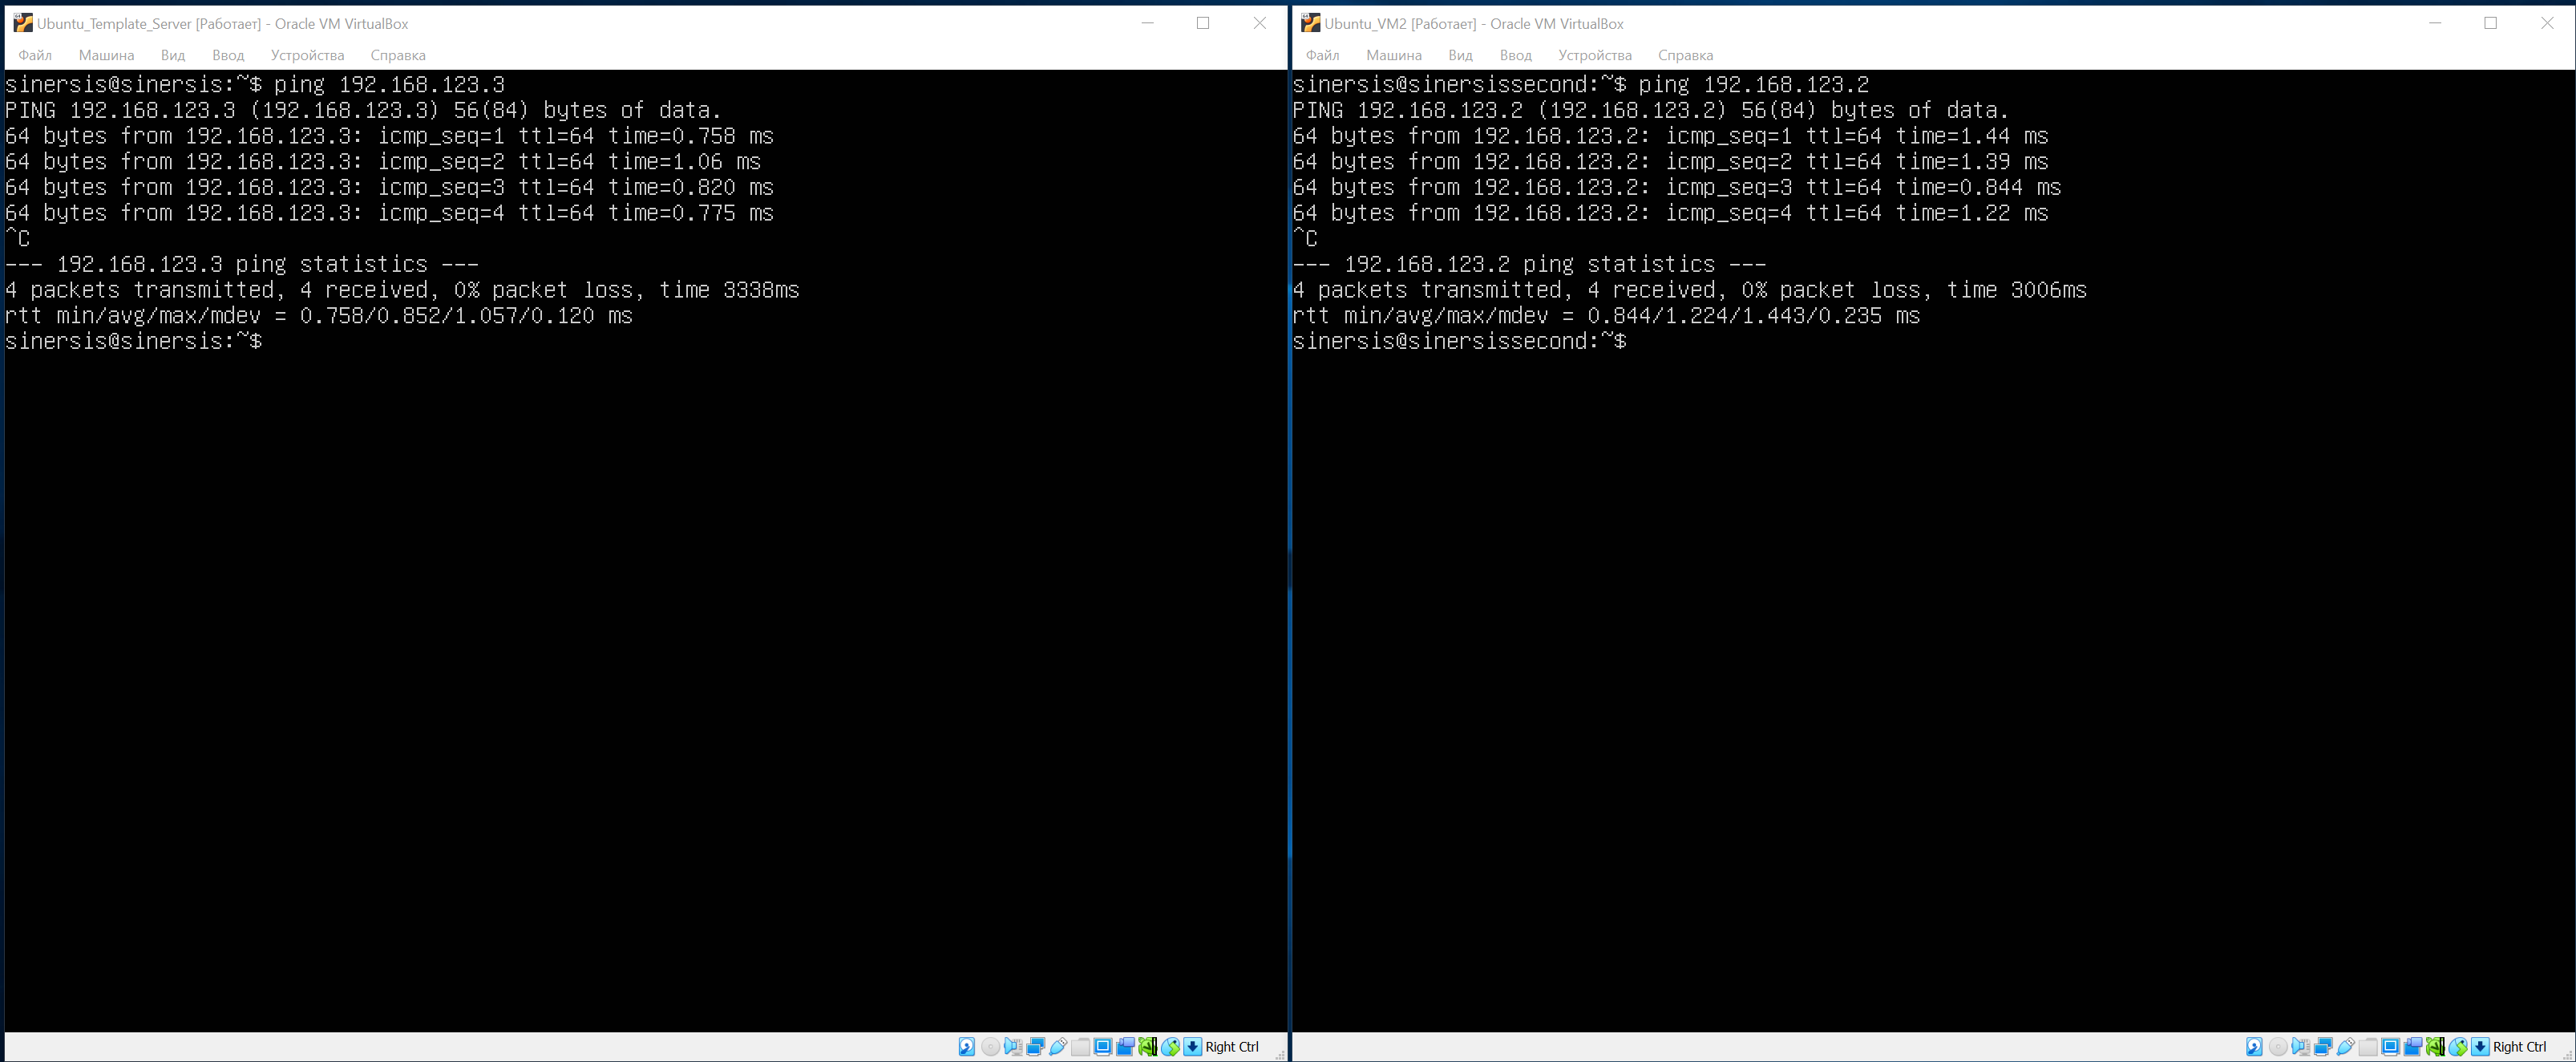 Ubuntu_Template_Server [Работает] - Oracle VM VirtualBox
Файл Машина Вид Ввод Устройства Справка
sinersis@sinersis:~$ ping 192.168.123.3
PING 192.168.123.3 (192.168.123.3) 56(84) bytes of data.
64 bytes from 192.168.123.3: icmp_seq=1 ttl=64 time=0.758 ms
64 bytes from 192.168.123.3: icmp_seq=2 ttl=64 time=1.06 ms
64 bytes from 192.168.123.3: icmp_seq=3 ttl=64 time=0.820 ms
64 bytes from 192.168.123.3: icmp_seq=4 ttl=64 time=0.775 ms
^C
--- 192.168.123.3 ping statistics ---
4 packets transmitted, 4 received, 0% packet loss, time 3338ms
rtt min/avg/max/mdev = 0.758/0.852/1.057/0.120 ms
sinersis@sinersis:~$
Right Ctrl
Ubuntu_VM2 [Работает] - Oracle VM VirtualBox
Файл Машина Вид Ввод Устройства Справка
sinersis@sinersissecond:~$ ping 192.168.123.2
PING 192.168.123.2 (192.168.123.2) 56(84) bytes of data.
64 bytes from 192.168.123.2: icmp_seq=1 ttl=64 time=1.44 ms
64 bytes from 192.168.123.2: icmp_seq=2 ttl=64 time=1.39 ms
64 bytes from 192.168.123.2: icmp_seq=3 ttl=64 time=0.844 ms
64 bytes from 192.168.123.2: icmp_seq=4 ttl=64 time=1.22 ms
^C
--- 192.168.123.2 ping statistics ---
4 packets transmitted, 4 received, 0% packet loss, time 3006ms
rtt min/avg/max/mdev = 0.844/1.224/1.443/0.235 ms
sinersis@sinersissecond:~$
Right Ctrl